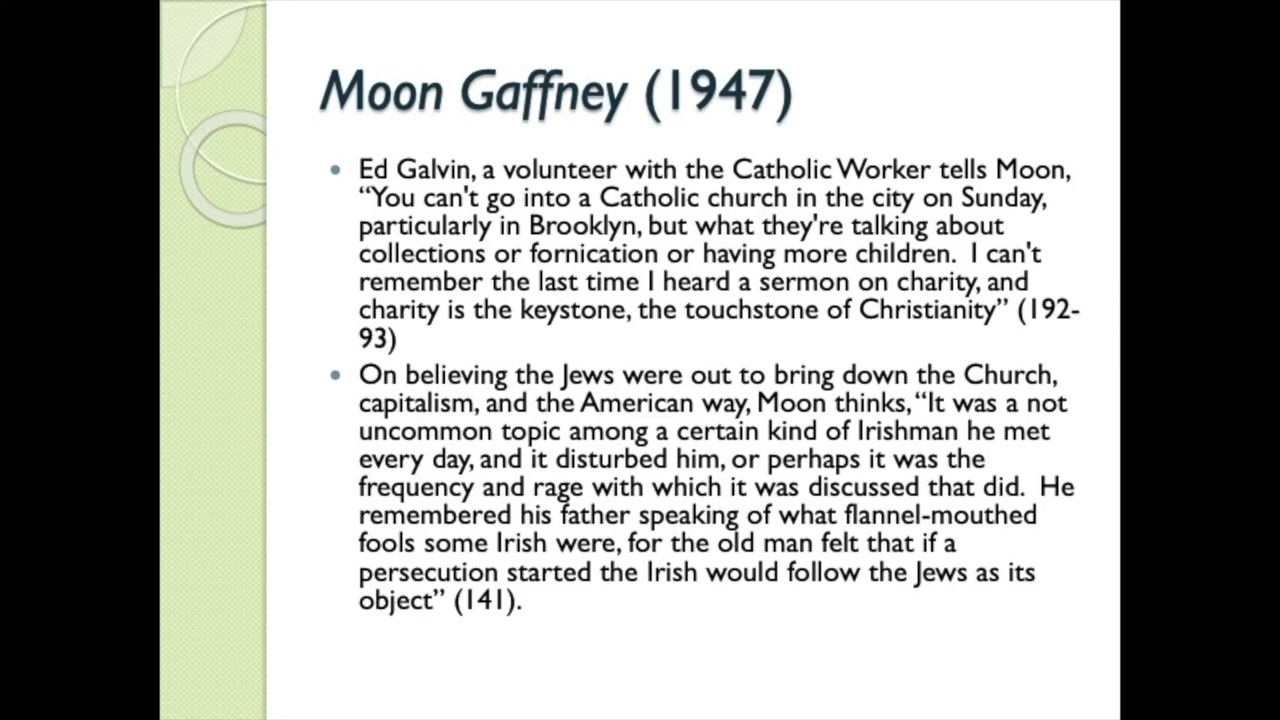 Moon Gaffney (1947)
Ed Galvin, a volunteer with the Catholic Worker tells Moon,
“You can't go into a Catholic church in the city on Sunday,
particularly in Brooklyn, but what they're talking about
collections or fornication or having more children.  I can't
remember the last time I heard a sermon on charity, and
charity is the keystone, the touchstone of Christianity” (192-
93)
On believing the Jews were out to bring down the Church,
capitalism, and the American way, Moon thinks, “It was a not
uncommon topic among a certain kind of Irishman he met
every day, and it disturbed him, or perhaps it was the
frequency and rage with which it was discussed that did.  He
remembered his father speaking of what flannel-mouthed
fools some Irish were, for the old man felt that if a
persecution started the Irish would follow the Jews as its
object” (141).